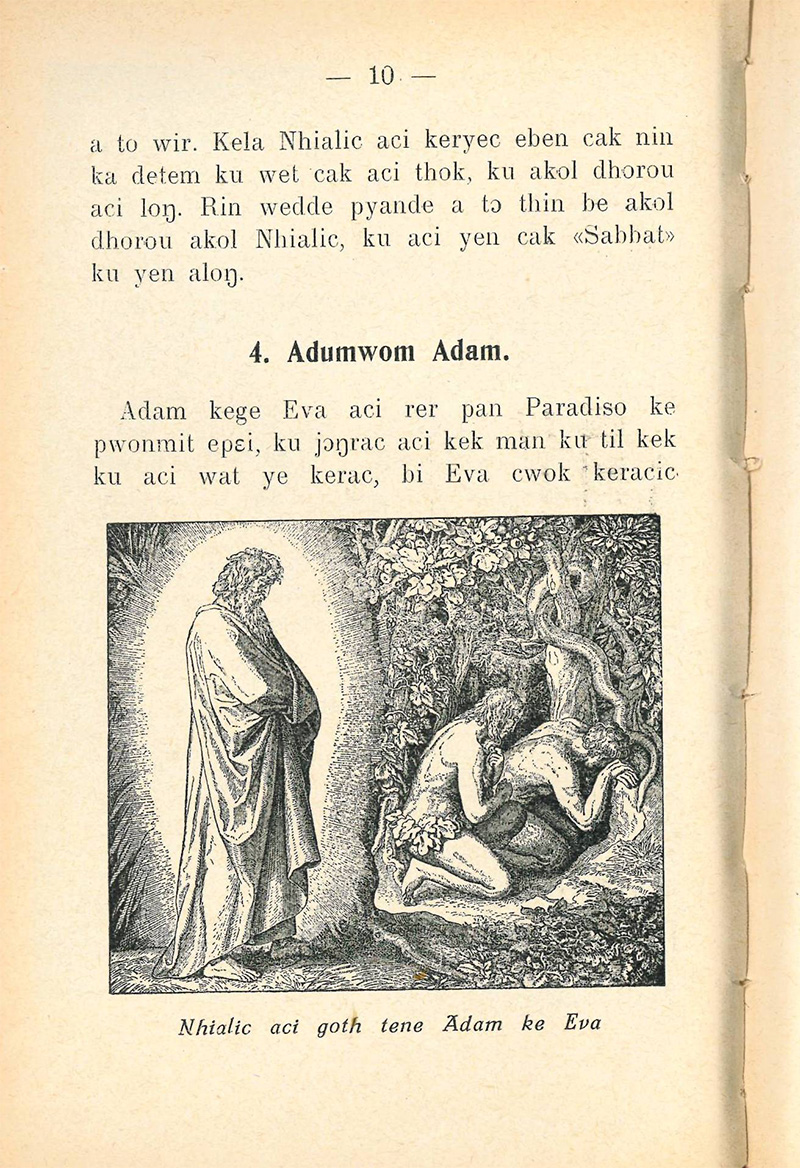 — 10 —
a to wir. Kela Nhialic aci keryec eben cak nin
ka detem ku wet cak aci thok, ku akol dhorou
aci loŋ. Rin wedde pyande a tɔ thin be akol
dhorou akol Nhialic, ku aci yen cak «Sabbat»
ku yen aloŋ.
4. Adumwom Adam.
Adam kege Eva aci rer pan Paradiso ke
pwonmit epɛi, ku jɔŋrac aci kek man ku til kek
ku aci wat ye kerac, bi Eva cwok keracic
Nhialic aci goth tene Adam ke Eva